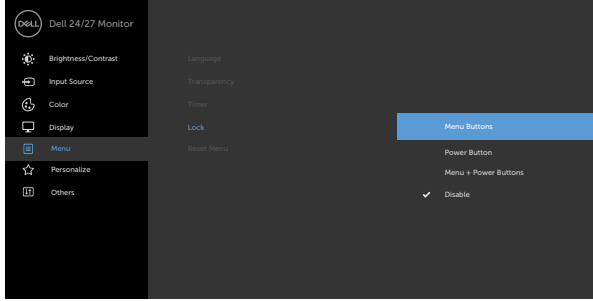 DELL Dell 24/27 Monitor
Brightness/Contrast
Input Source
Color
Display
Menu
Personalize
Others
Language
Transparency
Timer
Lock
Reset Menu
Menu Buttons
Power Button
Menu + Power Buttons
Disable